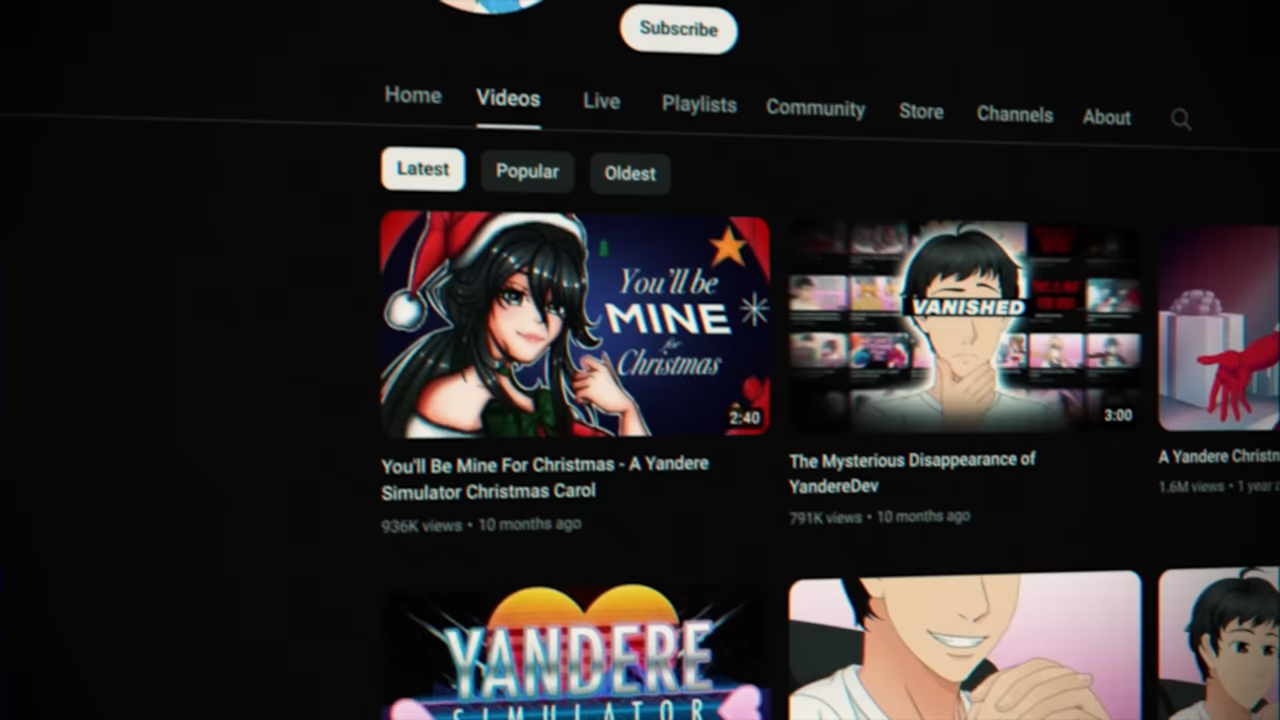 Subscribe
Home Videos Live Playlists Community Store Channels About
Latest Popular Oldest
You'll be
MINE
for
Christmas
2:40
VANISHED
3:00
You'll Be Mine For Christmas - A Yandere
Simulator Christmas Carol
936K views • 10 months ago
The Mysterious Disappearance of
YandereDev
791K views • 10 months ago
A Yandere Christ
1.6M views • 1 year
YANDERE
SIMULATOR